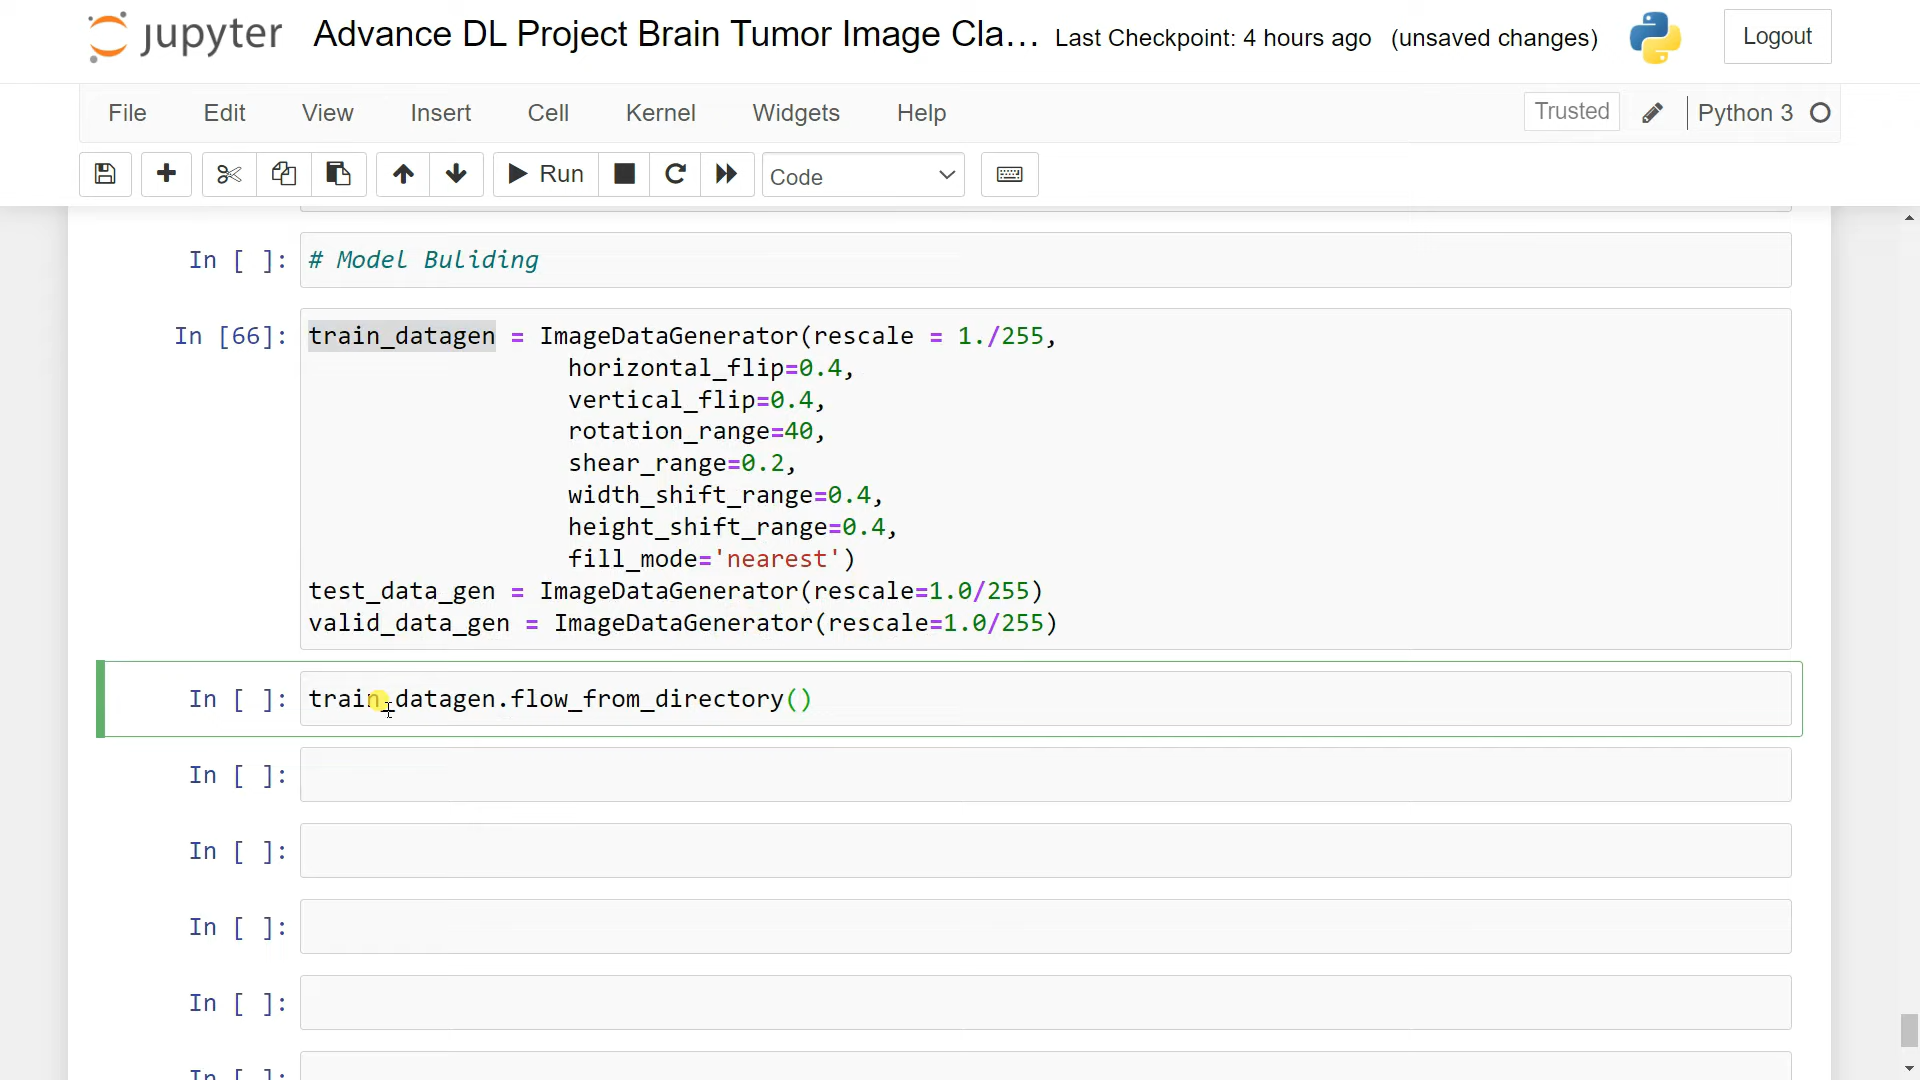 jupyter Advance DL Project Brain Tumor Image Cla... Last Checkpoint: 4 hours ago (unsaved changes) Logout
File Edit View Insert Cell Kernel Widgets Help Trusted Python 3
Run Code
In [ ]: # Model Buliding
In [66]: train_datagen = ImageDataGenerator(rescale = 1./255,
horizontal_flip=0.4,
vertical_flip=0.4,
rotation_range=40,
shear_range=0.2,
width_shift_range=0.4,
height_shift_range=0.4,
fill_mode='nearest')
test_data_gen = ImageDataGenerator(rescale=1.0/255)
valid_data_gen = ImageDataGenerator(rescale=1.0/255)
In [ ]: train_datagen.flow_from_directory()
In [ ]:
In [ ]:
In [ ]:
In [ ]:
In [ ]: